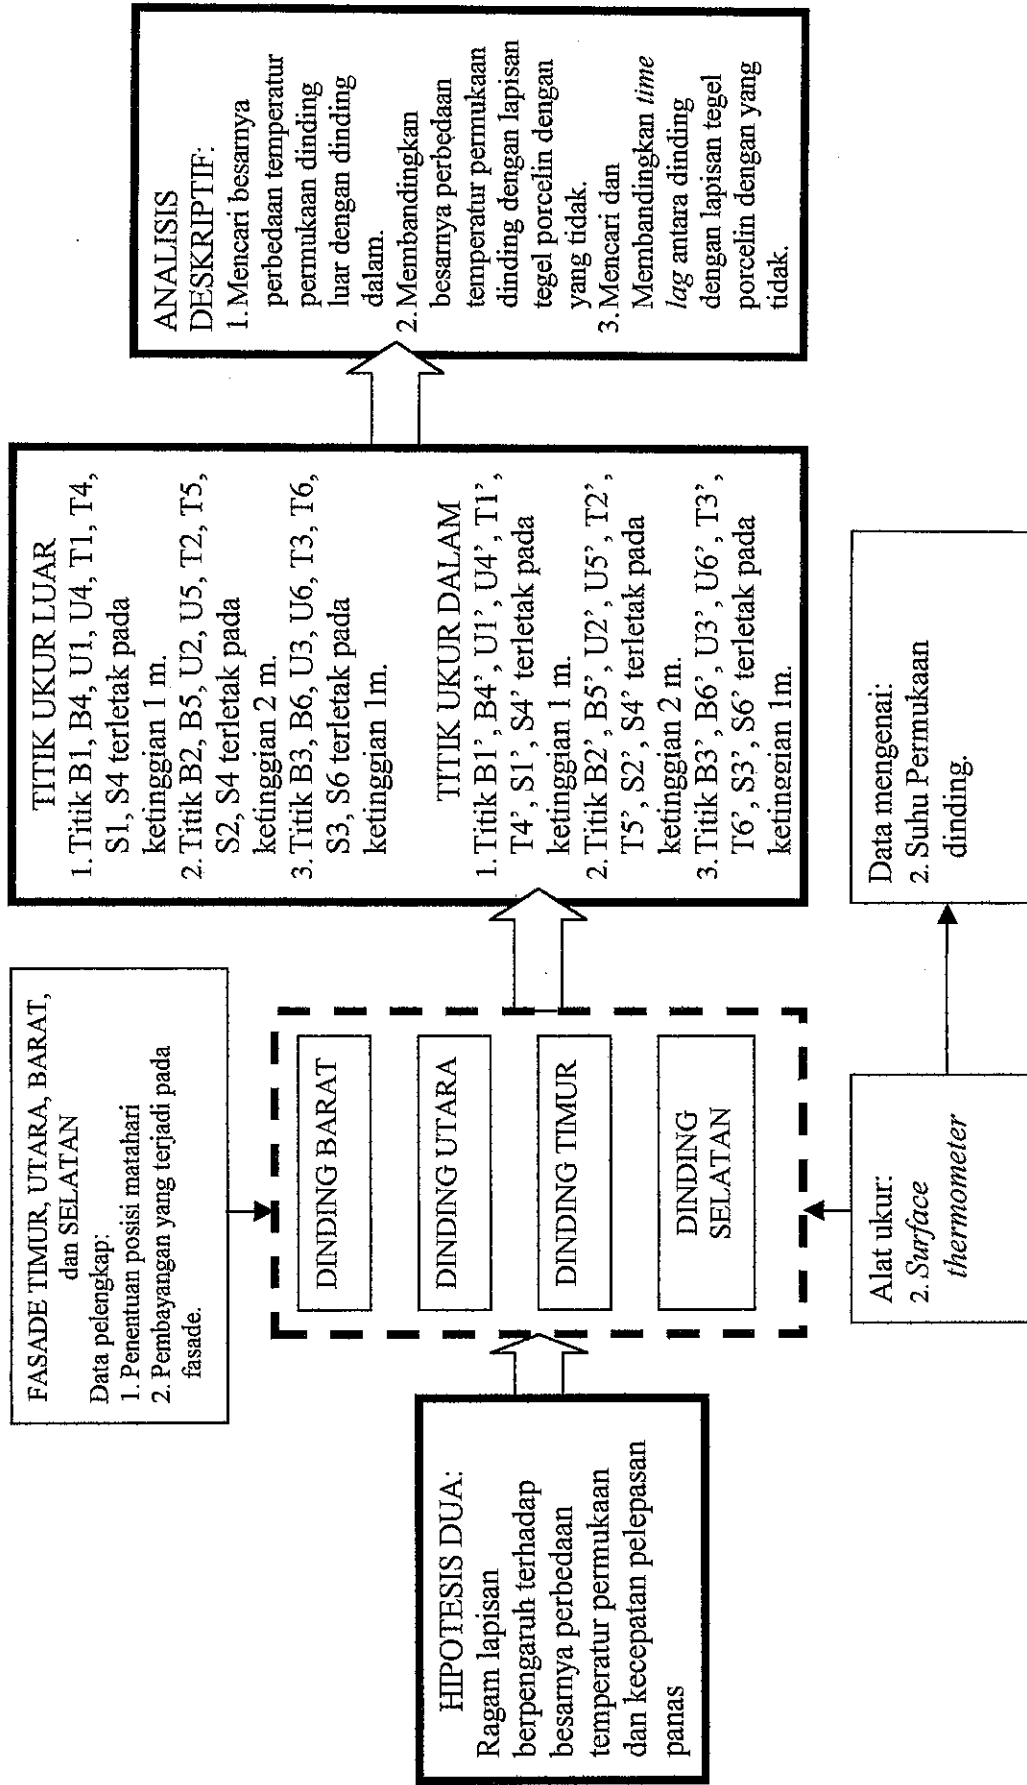 HIPOTESIS DUA:
Ragam lapisan
berpengaruh terhadap
besarnya perbedaan
temperatur permukaan
dan kecepatan pelepasan
panas
FASADE TIMUR, UTARA, BARAT,
dan SELATAN
Data pelengkap:
1. Penentuan posisi matahari
2. Pembayangan yang terjadi pada
fasade.
DINDING BARAT
DINDING UTARA
DINDING TIMUR
DINDING
SELATAN
Alat ukur:
2. Surface
thermometer
Data mengenai:
2. Suhu Permukaan
dinding.
TITIK UKUR LUAR
1. Titik B1, B4, U1, U4, T1, T4,
S1, S4 terletak pada
ketinggian 1 m.
2. Titik B2, B5, U2, U5, T2, T5,
S2, S4 terletak pada
ketinggian 2 m.
3. Titik B3, B6, U3, U6, T3, T6,
S3, S6 terletak pada
ketinggian 1m.
TITIK UKUR DALAM
1. Titik B1’, B4’, U1’, U4’, T1’,
T4’, S1’, S4’ terletak pada
ketinggian 1 m.
2. Titik B2’, B5’, U2’, U5’, T2’,
T5’, S2’, S4’ terletak pada
ketinggian 2 m.
3. Titik B3’, B6’, U3’, U6’, T3’,
T6’, S3’, S6’ terletak pada
ketinggian 1m.
ANALISIS
DESKRIPTIF:
1. Mencari besarnya
perbedaan temperatur
permukaan dinding
luar dengan dinding
dalam.
2. Membandingkan
besarnya perbedaan
temperatur permukaan
dinding dengan lapisan
tegel porcelin dengan
yang tidak.
3. Mencari dan
Membandingkan time
lag antara dinding
dengan lapisan tegel
porcelin dengan yang
tidak.